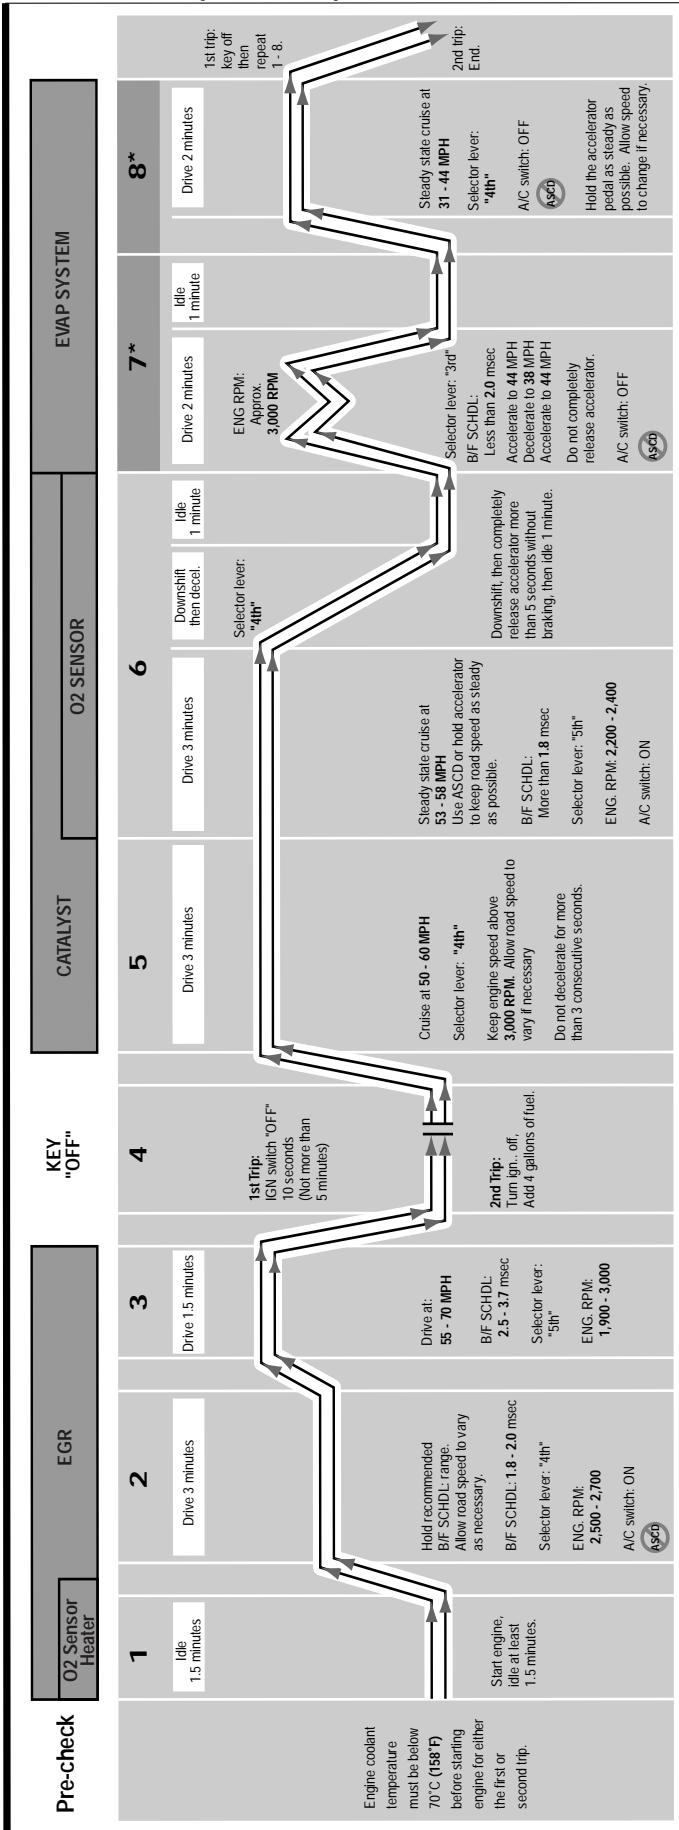 Pre-check
O2 Sensor
Heater
EGR
KEY
"OFF"
CATALYST
O2 SENSOR
EVAP SYSTEM
Engine coolant
temperature
must be below
70˚C (158˚F)
before starting
engine for either
the first or
second trip.
1
Idle
1.5 minutes
Start engine,
idle at least
1.5 minutes.
2
Drive 3 minutes
Hold recommended
B/F SCHDL: range.
Allow road speed to vary
as necessary.
B/F SCHDL: 1.8 - 2.0 msec
Selector lever: "4th"
ENG. RPM:
2,500 - 2,700
A/C switch: ON
ASCD
3
Drive 1.5 minutes
Drive at:
55 - 70 MPH
B/F SCHDL:
2.5 - 3.7 msec
Selector lever:
"5th"
ENG. RPM:
1,900 - 3,000
4
1st Trip:
IGN switch "OFF"
10 seconds
(Not more than
5 minutes)
2nd Trip:
Turn ign.. off,
Add 4 gallons of fuel.
5
Drive 3 minutes
Cruise at 50 - 60 MPH
Selector lever: "4th"
Keep engine speed above
3,000 RPM. Allow road speed to
vary if necessary
Do not decelerate for more
than 3 consecutive seconds.
6
Drive 3 minutes
Steady state cruise at
53 - 58 MPH
Use ASCD or hold accelerator
to keep road speed as steady
as possible.
B/F SCHDL:
More than 1.8 msec
Selector lever: "5th"
ENG. RPM: 2,200 - 2,400
A/C switch: ON
Downshift
then decel.
Selector lever:
"4th"
Idle
1 minute
Downshift, then completely
release accelerator more
than 5 seconds without
braking, then idle 1 minute.
7*
Drive 2 minutes
ENG RPM:
Approx.
3,000 RPM
Selector lever: "3rd"
B/F SCHDL:
Less than 2.0 msec
Accelerate to 44 MPH
Decelerate to 38 MPH
Accelerate to 44 MPH
Do not completely
release accelerator.
A/C switch: OFF
ASCD
Idle
1 minute
8*
Drive 2 minutes
Steady state cruise at
31 - 44 MPH
Selector lever:
"4th"
A/C switch: OFF
ASCD
Hold the accelerator
pedal as steady as
possible. Allow speed
to change if necessary.
1st trip:
key off
then
repeat
1 - 8.
2nd trip:
End.